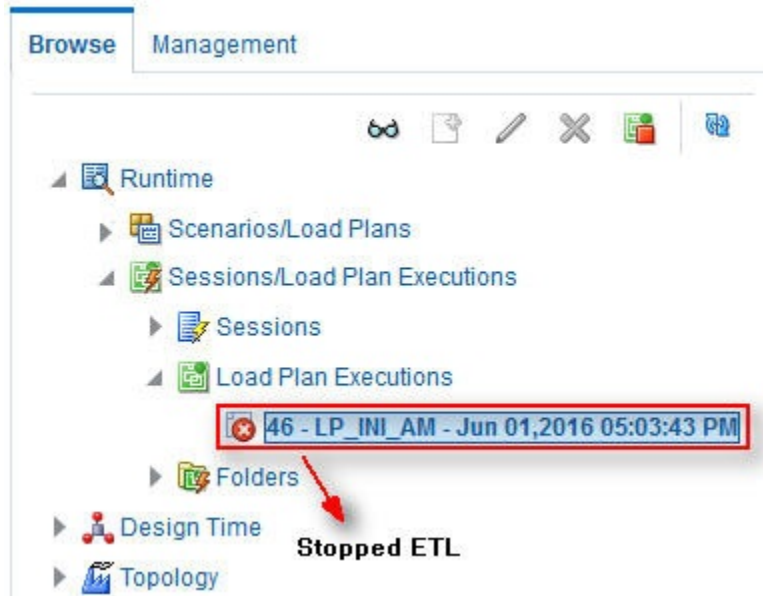 Browse Management
Runtime
Scenarios/Load Plans
Sessions/Load Plan Executions
Sessions
Load Plan Executions
46 - LP_INI_AM - Jun 01,2016 05:03:43 PM
Folders
Design Time
Stopped ETL
Topology